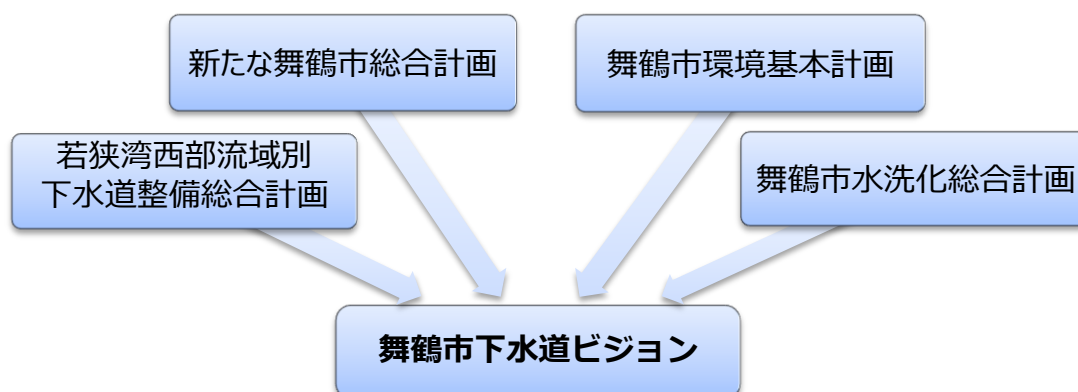 新たな舞鶴市総合計画
舞鶴市環境基本計画
若狭湾西部流域別
下水道整備総合計画
舞鶴市水洗化総合計画
舞鶴市下水道ビジョン